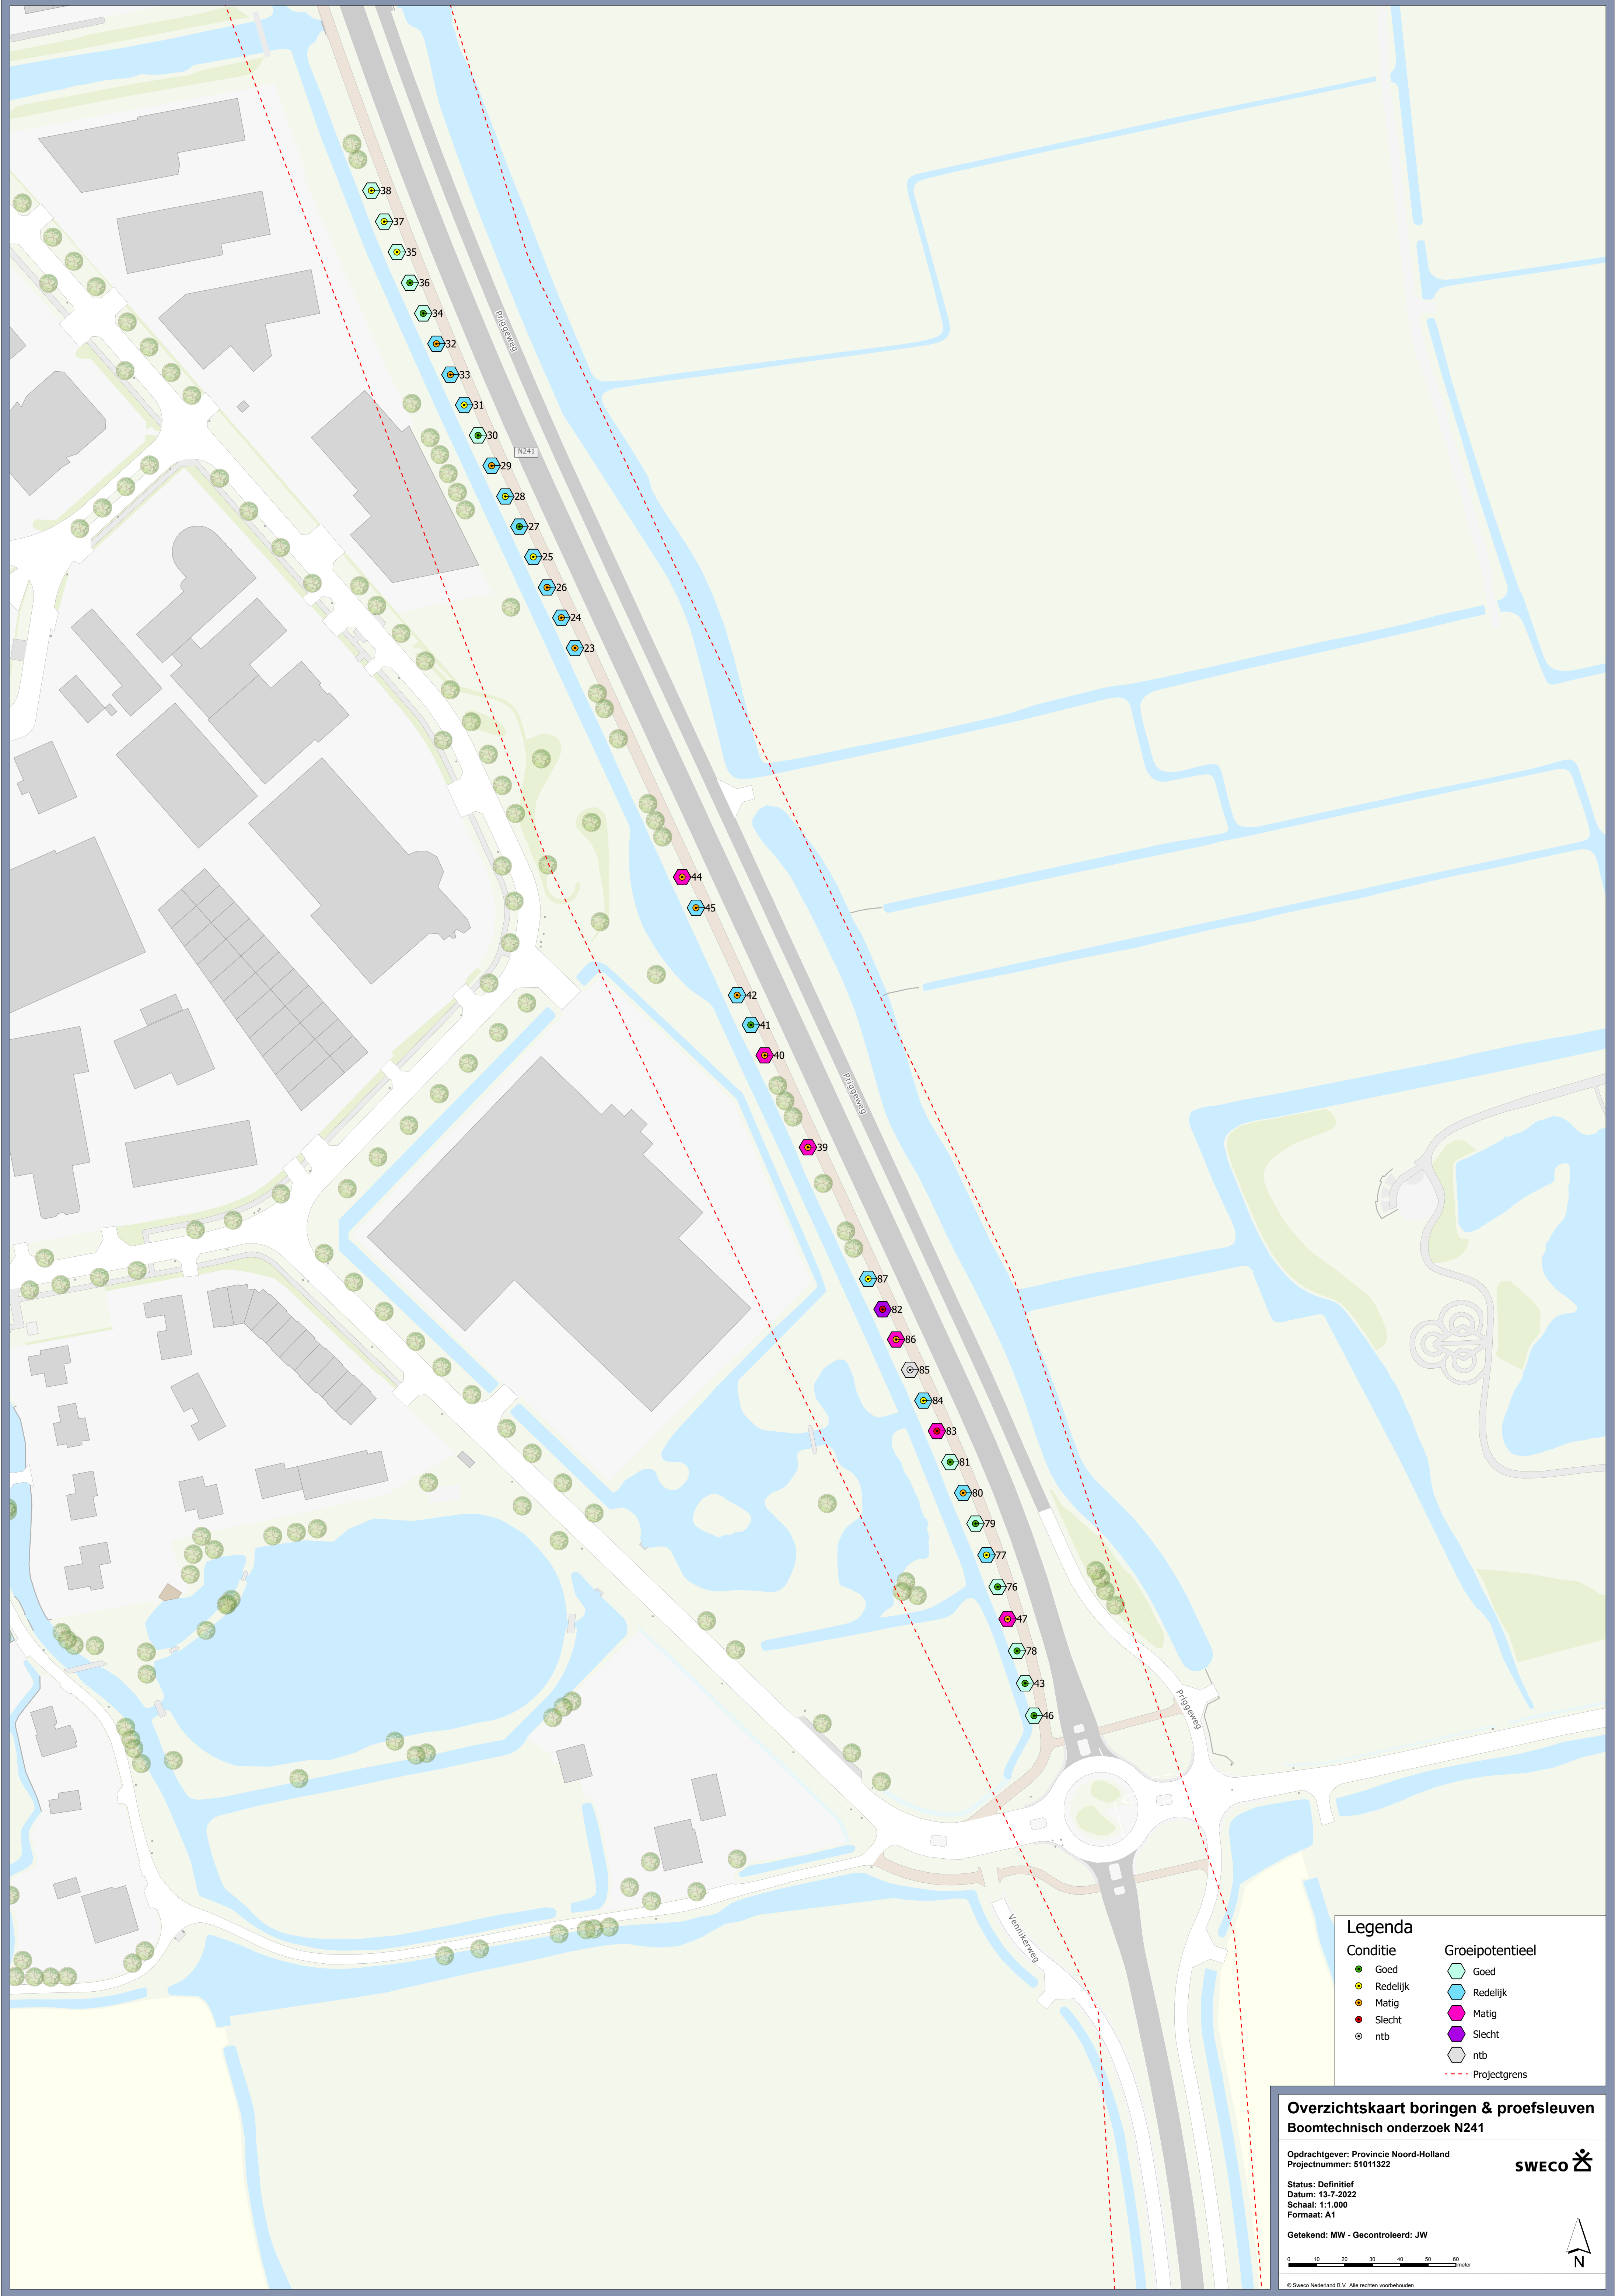 38
37
35
36
34
Priggeweg
32
33
31
30
N241
29
28
27
25
26
24
23
44
45
42
41
40
Priggeweg
39
87
82
86
85
84
83
81
80
79
77
76
47
78
43
46
Priggeweg
Vennikerweg
Legenda
Conditie
Goed
Redelijk
Matig
Slecht
ntb
Groeipotentieel
Goed
Redelijk
Matig
Slecht
ntb
Projectgrens
Overzichtskaart boringen & proefsleuven
Boomtechnisch onderzoek N241
Opdrachtgever: Provincie Noord-Holland
Projectnummer: 51011322
SWECO
Status: Definitief
Datum: 13-7-2022
Schaal: 1:1.000
Formaat: A1
Getekend: MW - Gecontroleerd: JW
0 10 20 30 40 50 60
meter
N
© Sweco Nederland B.V. Alle rechten voorbehouden